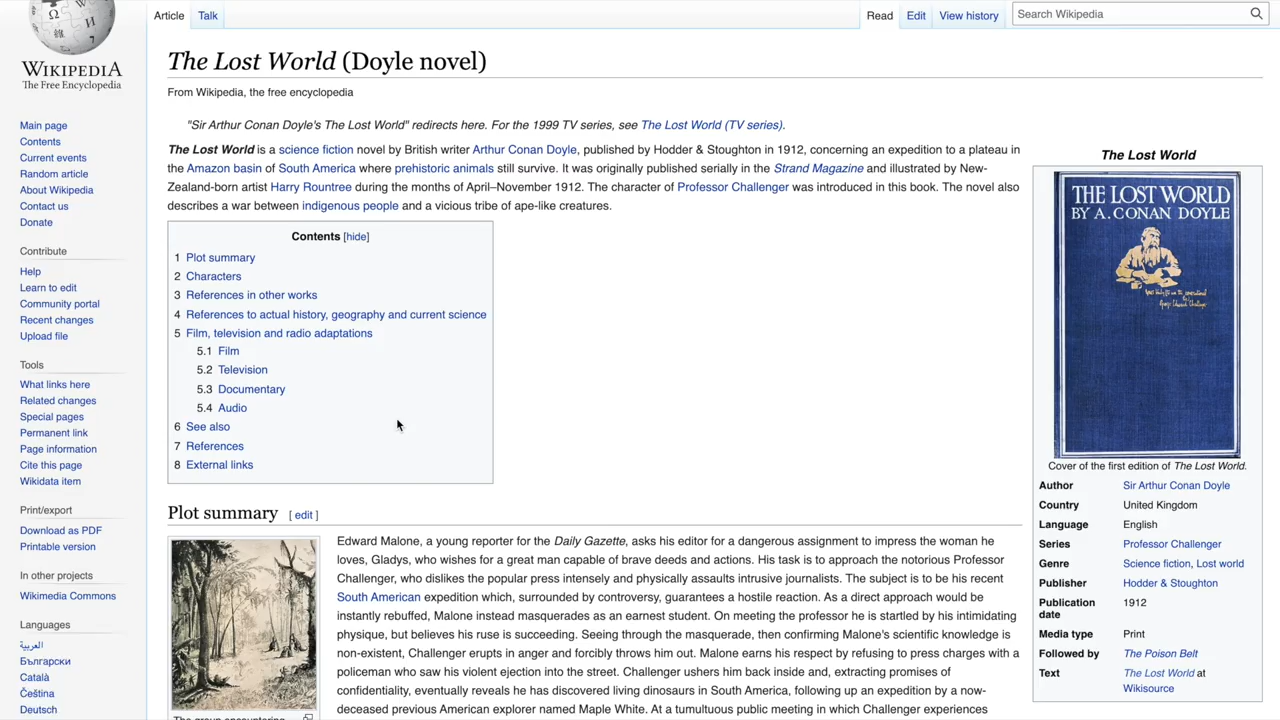 Article
Talk
Read
Edit
View history
Search Wikipedia
WIKIPEDIA
The Free Encyclopedia
Main page
Contents
Current events
Random article
About Wikipedia
Contact us
Donate
Contribute
Help
Learn to edit
Community portal
Recent changes
Upload file
Tools
What links here
Related changes
Special pages
Permanent link
Page information
Cite this page
Wikidata item
Print/export
Download as PDF
Printable version
In other projects
Wikimedia Commons
Languages
العربية
Български
Català
Čeština
Deutsch
The Lost World (Doyle novel)
From Wikipedia, the free encyclopedia
"Sir Arthur Conan Doyle's The Lost World" redirects here. For the 1999 TV series, see The Lost World (TV series).
The Lost World is a science fiction novel by British writer Arthur Conan Doyle, published by Hodder & Stoughton in 1912, concerning an expedition to a plateau in
the Amazon basin of South America where prehistoric animals still survive. It was originally published serially in the Strand Magazine and illustrated by New-
Zealand-born artist Harry Rountree during the months of April–November 1912. The character of Professor Challenger was introduced in this book. The novel also
describes a war between indigenous people and a vicious tribe of ape-like creatures.
Contents [hide]
1 Plot summary
2 Characters
3 References in other works
4 References to actual history, geography and current science
5 Film, television and radio adaptations
5.1 Film
5.2 Television
5.3 Documentary
5.4 Audio
6 See also
7 References
8 External links
Plot summary [ edit ]
Edward Malone, a young reporter for the Daily Gazette, asks his editor for a dangerous assignment to impress the woman he
loves, Gladys, who wishes for a great man capable of brave deeds and actions. His task is to approach the notorious Professor
Challenger, who dislikes the popular press intensely and physically assaults intrusive journalists. The subject is to be his recent
South American expedition which, surrounded by controversy, guarantees a hostile reaction. As a direct approach would be
instantly rebuffed, Malone instead masquerades as an earnest student. On meeting the professor he is startled by his intimidating
physique, but believes his ruse is succeeding. Seeing through the masquerade, then confirming Malone's scientific knowledge is
non-existent, Challenger erupts in anger and forcibly throws him out. Malone earns his respect by refusing to press charges with a
policeman who saw his violent ejection into the street. Challenger ushers him back inside and, extracting promises of
confidentiality, eventually reveals he has discovered living dinosaurs in South America, following up an expedition by a now-
deceased previous American explorer named Maple White. At a tumultuous public meeting in which Challenger experiences
The group encountering
The Lost World
THE LOST WORLD
BY A. CONAN DOYLE
Cover of the first edition of The Lost World.
Author Sir Arthur Conan Doyle
Country United Kingdom
Language English
Series Professor Challenger
Genre Science fiction, Lost world
Publisher Hodder & Stoughton
Publication 1912
date
Media type Print
Followed by The Poison Belt
Text The Lost World at
Wikisource